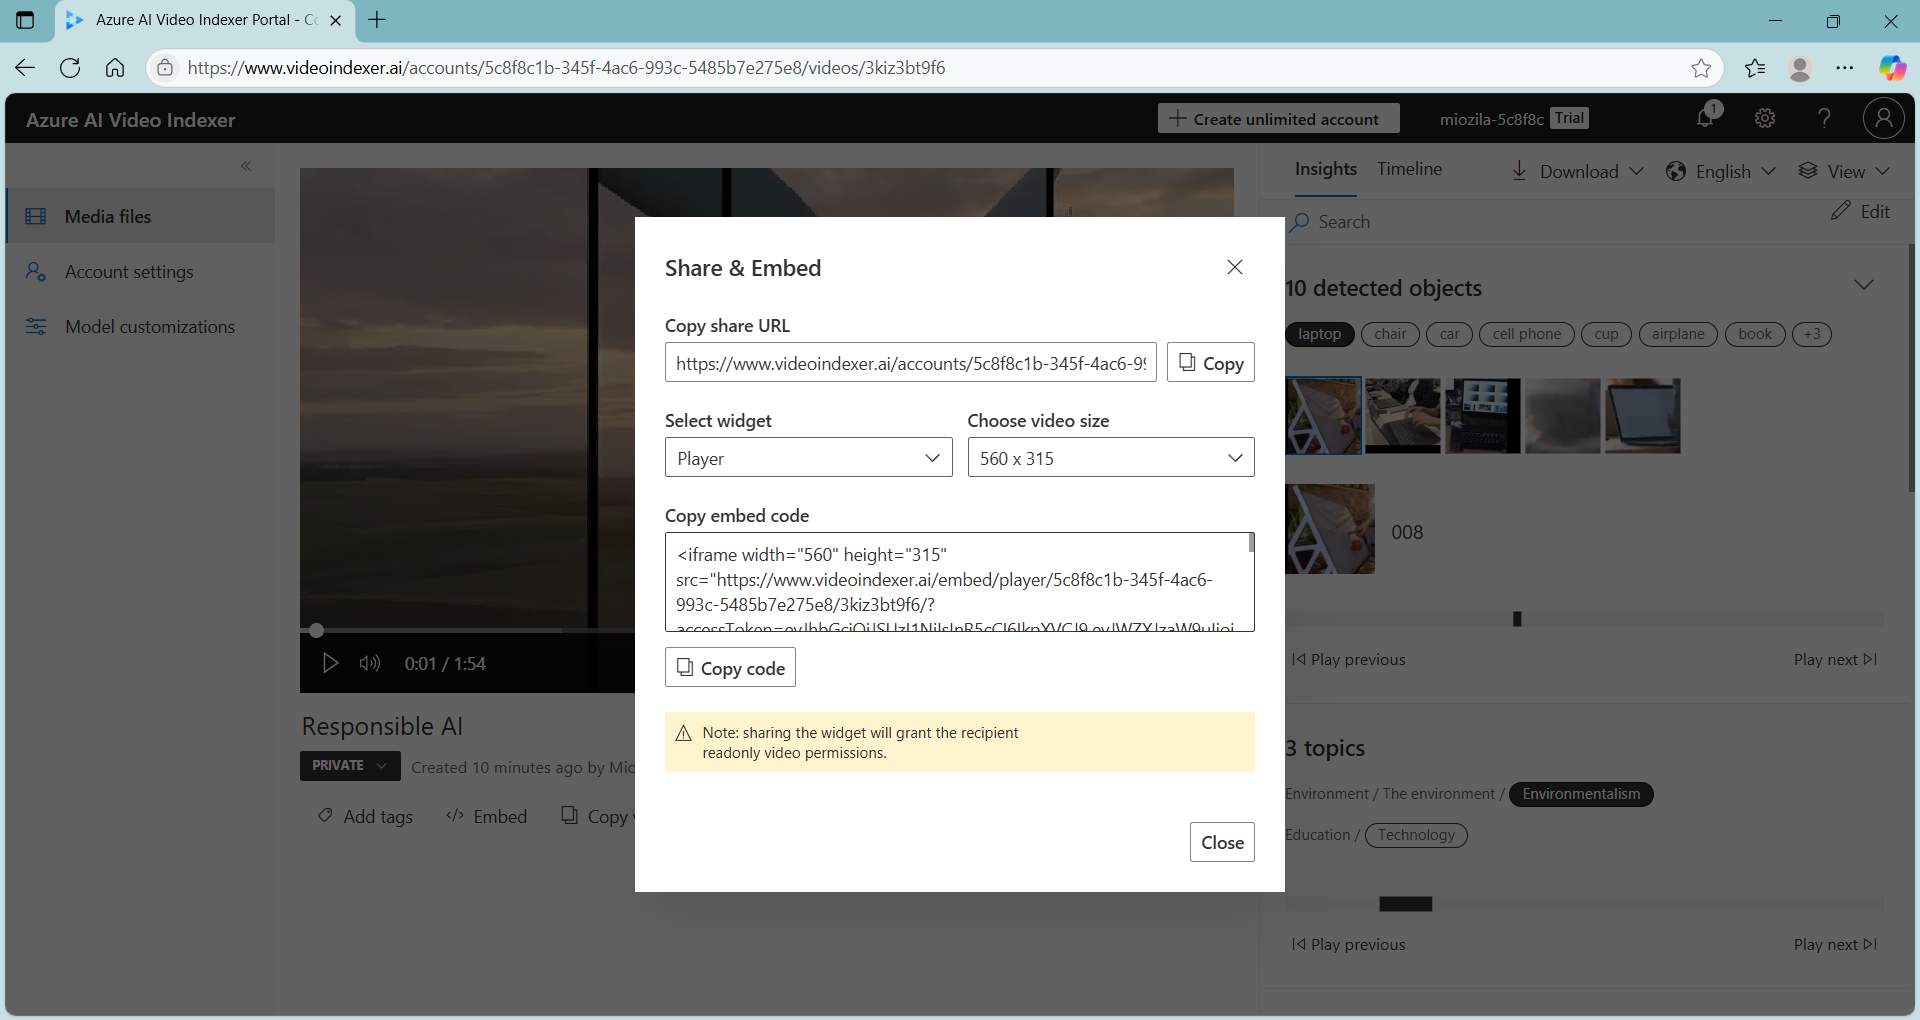 Azure AI Video Indexer Portal - Co
https://www.videoindexer.ai/accounts/5c8f8c1b-345f-4ac6-993c-5485b7e275e8/videos/3kiz3bt9f6
Azure AI Video Indexer
Create unlimited account
miozila-5c8f8c Trial
1
Media files
Account settings
Model customizations
0:01 / 1:54
Responsible AI
PRIVATE
Created 10 minutes ago by Mio
Add tags
Embed
Copy
Share & Embed
Copy share URL
https://www.videoindexer.ai/accounts/5c8f8c1b-345f-4ac6-99
Copy
Select widget
Choose video size
Player
560 x 315
Copy embed code
<iframe width="560" height="315"
src="https://www.videoindexer.ai/embed/player/5c8f8c1b-345f-4ac6-
993c-5485b7e275e8/3kiz3bt9f6/?
Copy code
Note: sharing the widget will grant the recipient
readonly video permissions.
Close
Insights
Timeline
Download
English
View
Search
Edit
10 detected objects
laptop
chair
car
cell phone
cup
airplane
book
+3
008
Play previous
Play next
3 topics
Environment / The environment / Environmentalism
Education / Technology
Play previous
Play next